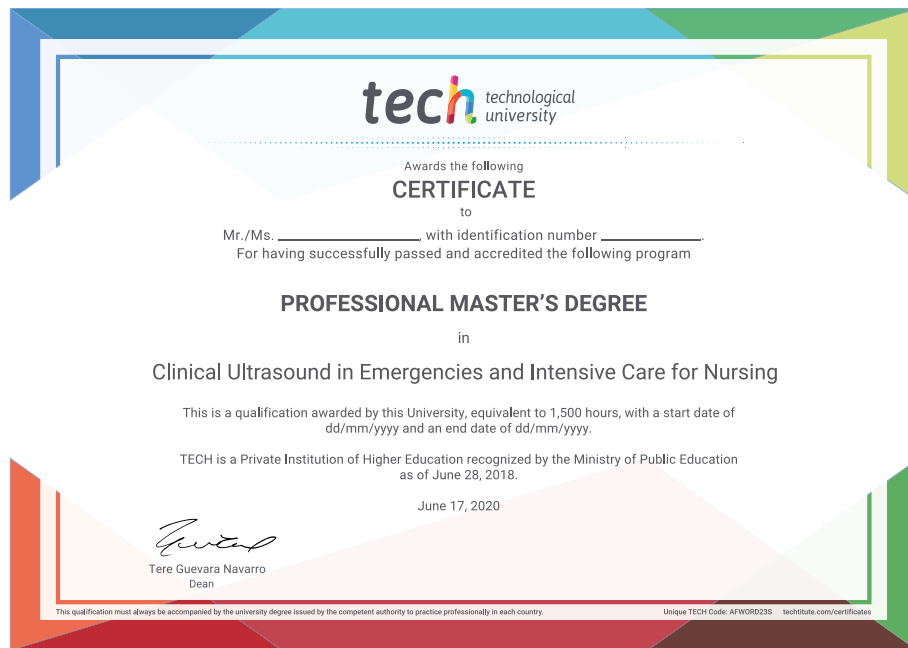 tech technological
university
Awards the following
CERTIFICATE
to
Mr./Ms. ____________________, with identification number ______________.
For having successfully passed and accredited the following program
PROFESSIONAL MASTER'S DEGREE
in
Clinical Ultrasound in Emergencies and Intensive Care for Nursing
This is a qualification awarded by this University, equivalent to 1,500 hours, with a start date of
dd/mm/yyyy and an end date of dd/mm/yyyy.
TECH is a Private Institution of Higher Education recognized by the Ministry of Public Education
as of June 28, 2018.
June 17, 2020
Tere Guevara Navarro
Dean
This qualification must always be accompanied by the university degree issued by the competent authority to practice professionally in each country. Unique TECH Code: AFWORD23S techtitute.com/certificates